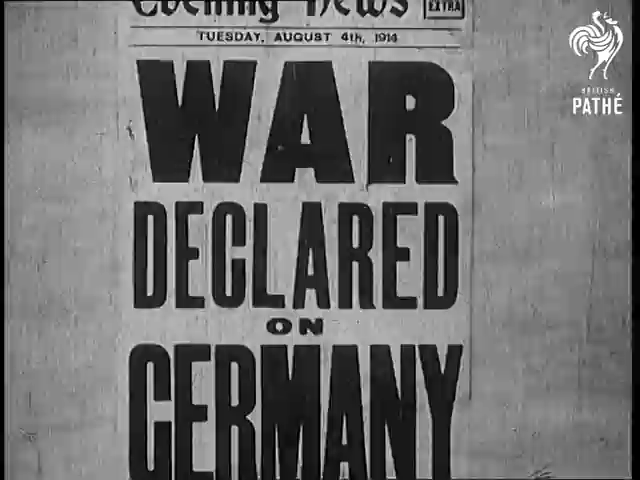 Evening News
EXTRA
TUESDAY, AUGUST 4th, 1914
WAR
DECLARED
ON
GERMANY
BRITISH
PATHÉ